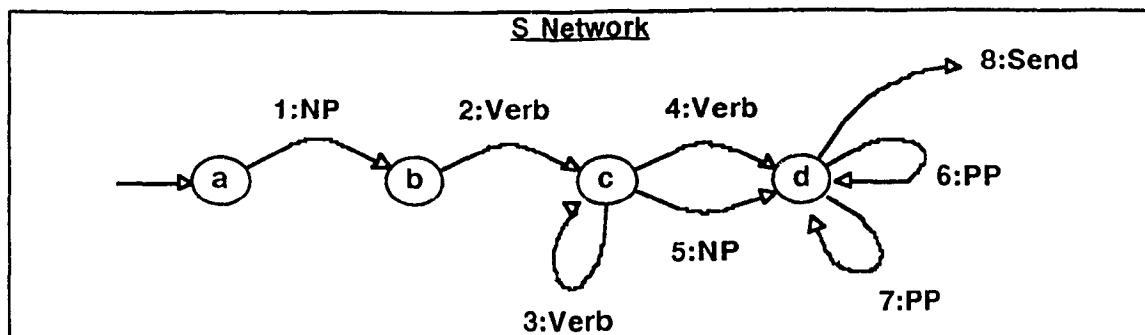 S Network
8:Send
1:NP
2:Verb
4:Verb
a
b
c
d
6:PP
5:NP
7:PP
3:Verb